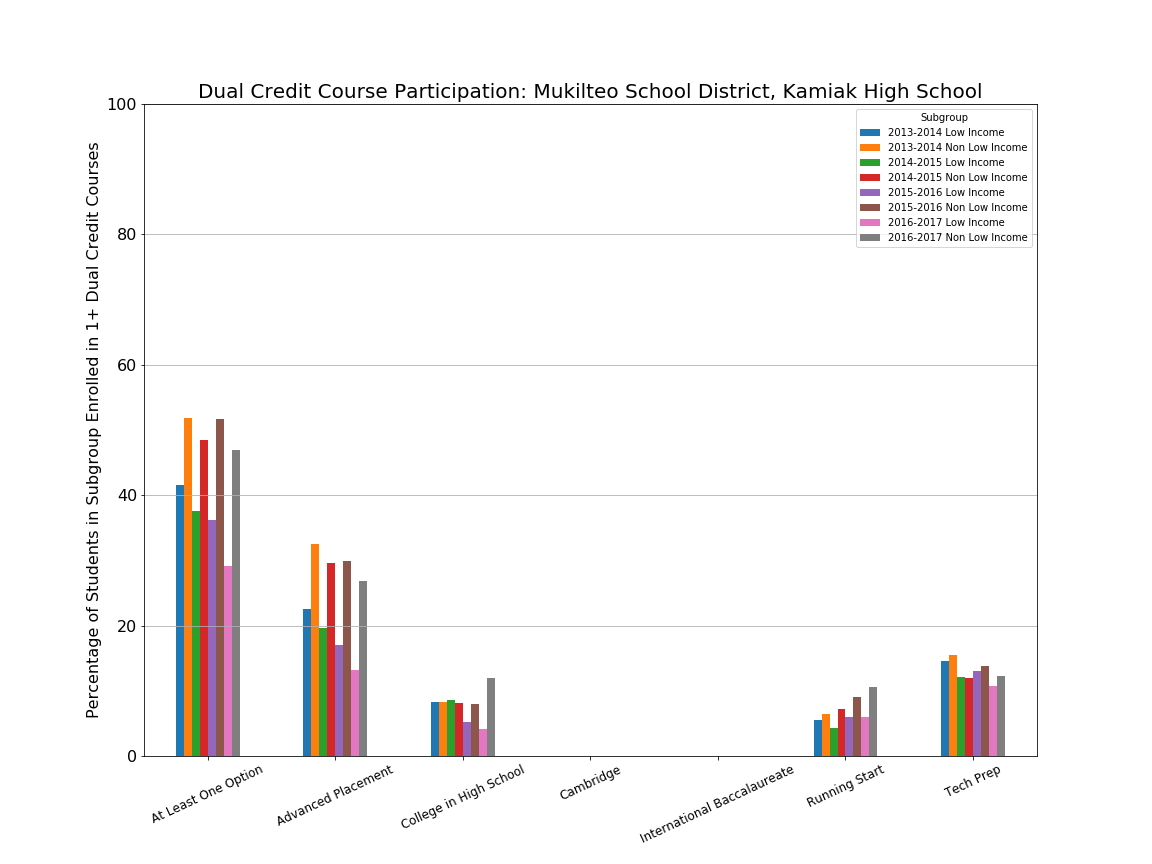 Dual Credit Course Participation: Mukilteo School District, Kamiak High School
Percentage of Students in Subgroup Enrolled in 1+ Dual Credit Courses
100
80
60
40
20
0
Subgroup
2013-2014 Low Income
2013-2014 Non Low Income
2014-2015 Low Income
2014-2015 Non Low Income
2015-2016 Low Income
2015-2016 Non Low Income
2016-2017 Low Income
2016-2017 Non Low Income
At Least One Option
Advanced Placement
College in High School
Cambridge
International Baccalaureate
Running Start
Tech Prep